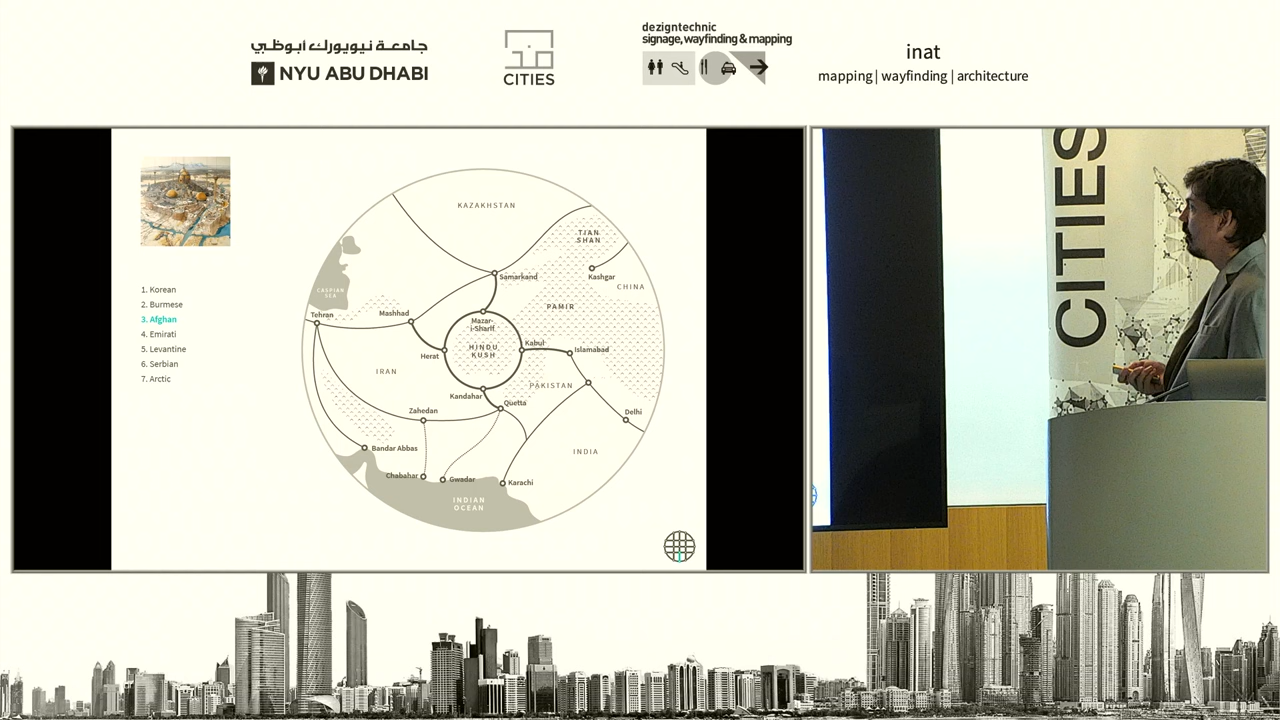 جامعة نيويورك أبوظبي
NYU ABU DHABI
CITIES
dezigntechnic
signage, wayfinding & mapping
inat
mapping | wayfinding | architecture
1. Korean
2. Burmese
3. Afghan
4. Emirati
5. Levantine
6. Serbian
7. Arctic
KAZAKHSTAN
TIAN
SHAN
Samarkand
Kashgar
CHINA
CASPIAN
SEA
PAMIR
Tehran
Mashhad
Mazar-
i-Sharif
Kabul
Islamabad
HINDU
KUSH
Herat
IRAN
PAKISTAN
Kandahar
Quetta
Zahedan
Delhi
Bandar Abbas
INDIA
Chabahar
Gwadar
Karachi
INDIAN
OCEAN
CITIES